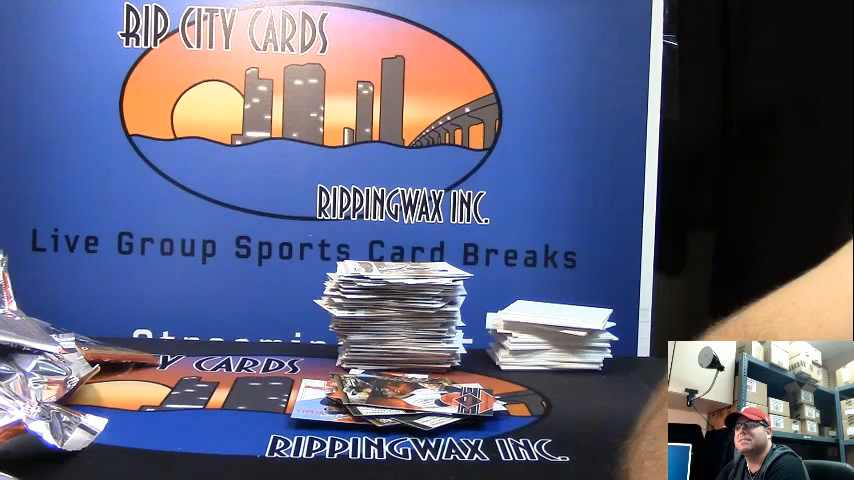 RIP CITY CARDS
RIPPINGWAX INC.
Live Group Sports Card Breaks
Y CARDS
RIPPINGWAX INC.